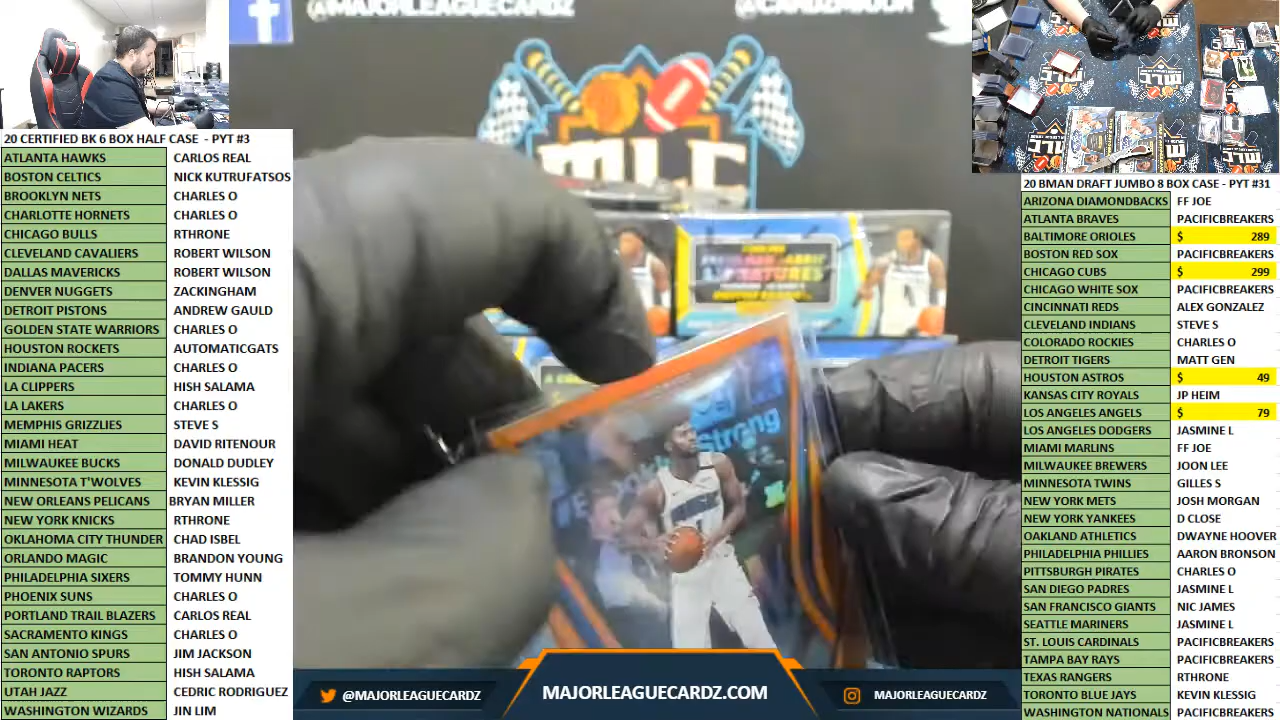 @MAJORLEAGUECARDZ
@CARDZMAJOR
MLC
20 CERTIFIED BK 6 BOX HALF CASE - PYT #3
ATLANTA HAWKS CARLOS REAL
BOSTON CELTICS NICK KUTRUFATSOS
BROOKLYN NETS CHARLES O
CHARLOTTE HORNETS CHARLES O
CHICAGO BULLS RTHRONE
CLEVELAND CAVALIERS ROBERT WILSON
DALLAS MAVERICKS ROBERT WILSON
DENVER NUGGETS ZACKINGHAM
DETROIT PISTONS ANDREW GAULD
GOLDEN STATE WARRIORS CHARLES O
HOUSTON ROCKETS AUTOMATICGATS
INDIANA PACERS CHARLES O
LA CLIPPERS HISH SALAMA
LA LAKERS CHARLES O
MEMPHIS GRIZZLIES STEVE S
MIAMI HEAT DAVID RITENOUR
MILWAUKEE BUCKS DONALD DUDLEY
MINNESOTA T'WOLVES KEVIN KLESSIG
NEW ORLEANS PELICANS BRYAN MILLER
NEW YORK KNICKS RTHRONE
OKLAHOMA CITY THUNDER CHAD ISBEL
ORLANDO MAGIC BRANDON YOUNG
PHILADELPHIA SIXERS TOMMY HUNN
PHOENIX SUNS CHARLES O
PORTLAND TRAIL BLAZERS CARLOS REAL
SACRAMENTO KINGS CHARLES O
SAN ANTONIO SPURS JIM JACKSON
TORONTO RAPTORS HISH SALAMA
UTAH JAZZ CEDRIC RODRIGUEZ
WASHINGTON WIZARDS JIN LIM
Strong
@MAJORLEAGUECARDZ
MAJORLEAGUECARDZ.COM
MAJORLEAGUECARDZ
20 BMAN DRAFT JUMBO 8 BOX CASE - PYT #31
ARIZONA DIAMONDBACKS FF JOE
ATLANTA BRAVES PACIFICBREAKERS
BALTIMORE ORIOLES $ 289
BOSTON RED SOX PACIFICBREAKERS
CHICAGO CUBS $ 299
CHICAGO WHITE SOX PACIFICBREAKERS
CINCINNATI REDS ALEX GONZALEZ
CLEVELAND INDIANS STEVE S
COLORADO ROCKIES CHARLES O
DETROIT TIGERS MATT GEN
HOUSTON ASTROS $ 49
KANSAS CITY ROYALS JP HEIM
LOS ANGELES ANGELS $ 79
LOS ANGELES DODGERS JASMINE L
MIAMI MARLINS FF JOE
MILWAUKEE BREWERS JOON LEE
MINNESOTA TWINS GILLES S
NEW YORK METS JOSH MORGAN
NEW YORK YANKEES D CLOSE
OAKLAND ATHLETICS DWAYNE HOOVER
PHILADELPHIA PHILLIES AARON BRONSON
PITTSBURGH PIRATES CHARLES O
SAN DIEGO PADRES JASMINE L
SAN FRANCISCO GIANTS NIC JAMES
SEATTLE MARINERS JASMINE L
ST. LOUIS CARDINALS PACIFICBREAKERS
TAMPA BAY RAYS PACIFICBREAKERS
TEXAS RANGERS RTHRONE
TORONTO BLUE JAYS KEVIN KLESSIG
WASHINGTON NATIONALS PACIFICBREAKERS